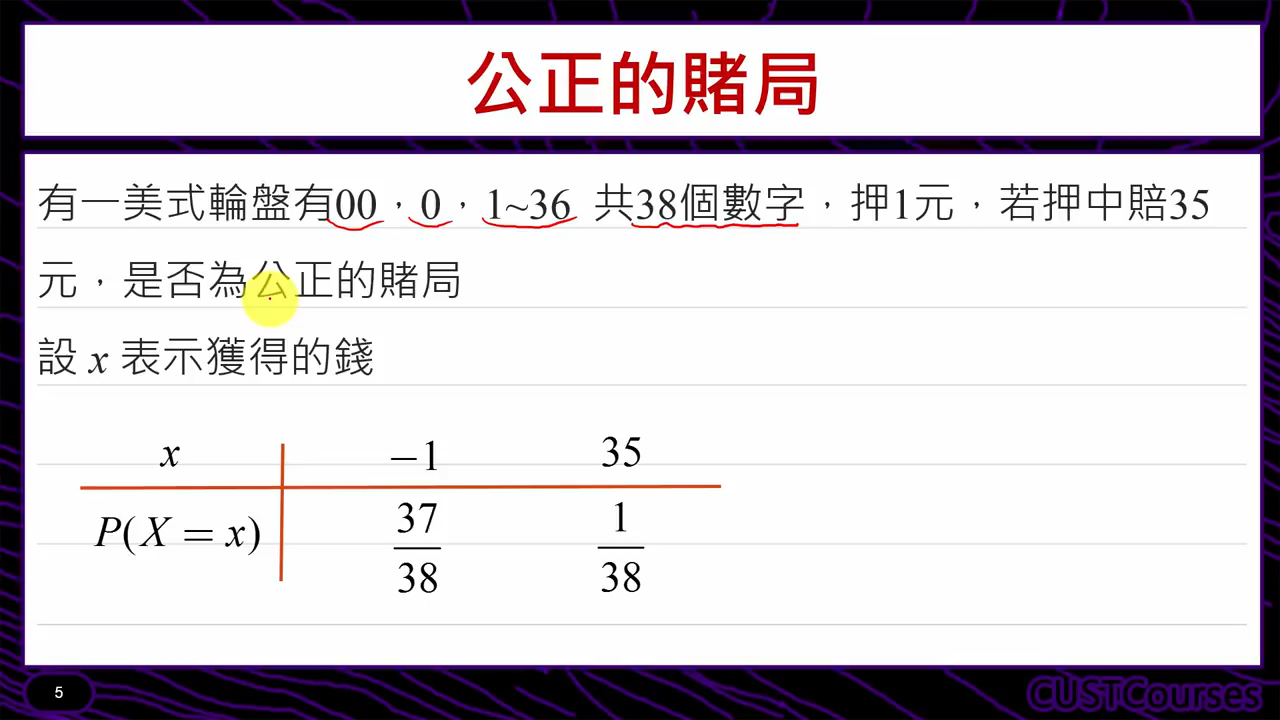 公正的賭局
有一美式輪盤有00，0，1~36 共38個數字，押1元，若押中賠35
元，是否為公正的賭局
設 x 表示獲得的錢
x −1 35
P(X = x) 37/38 1/38
5
CUSTCourses